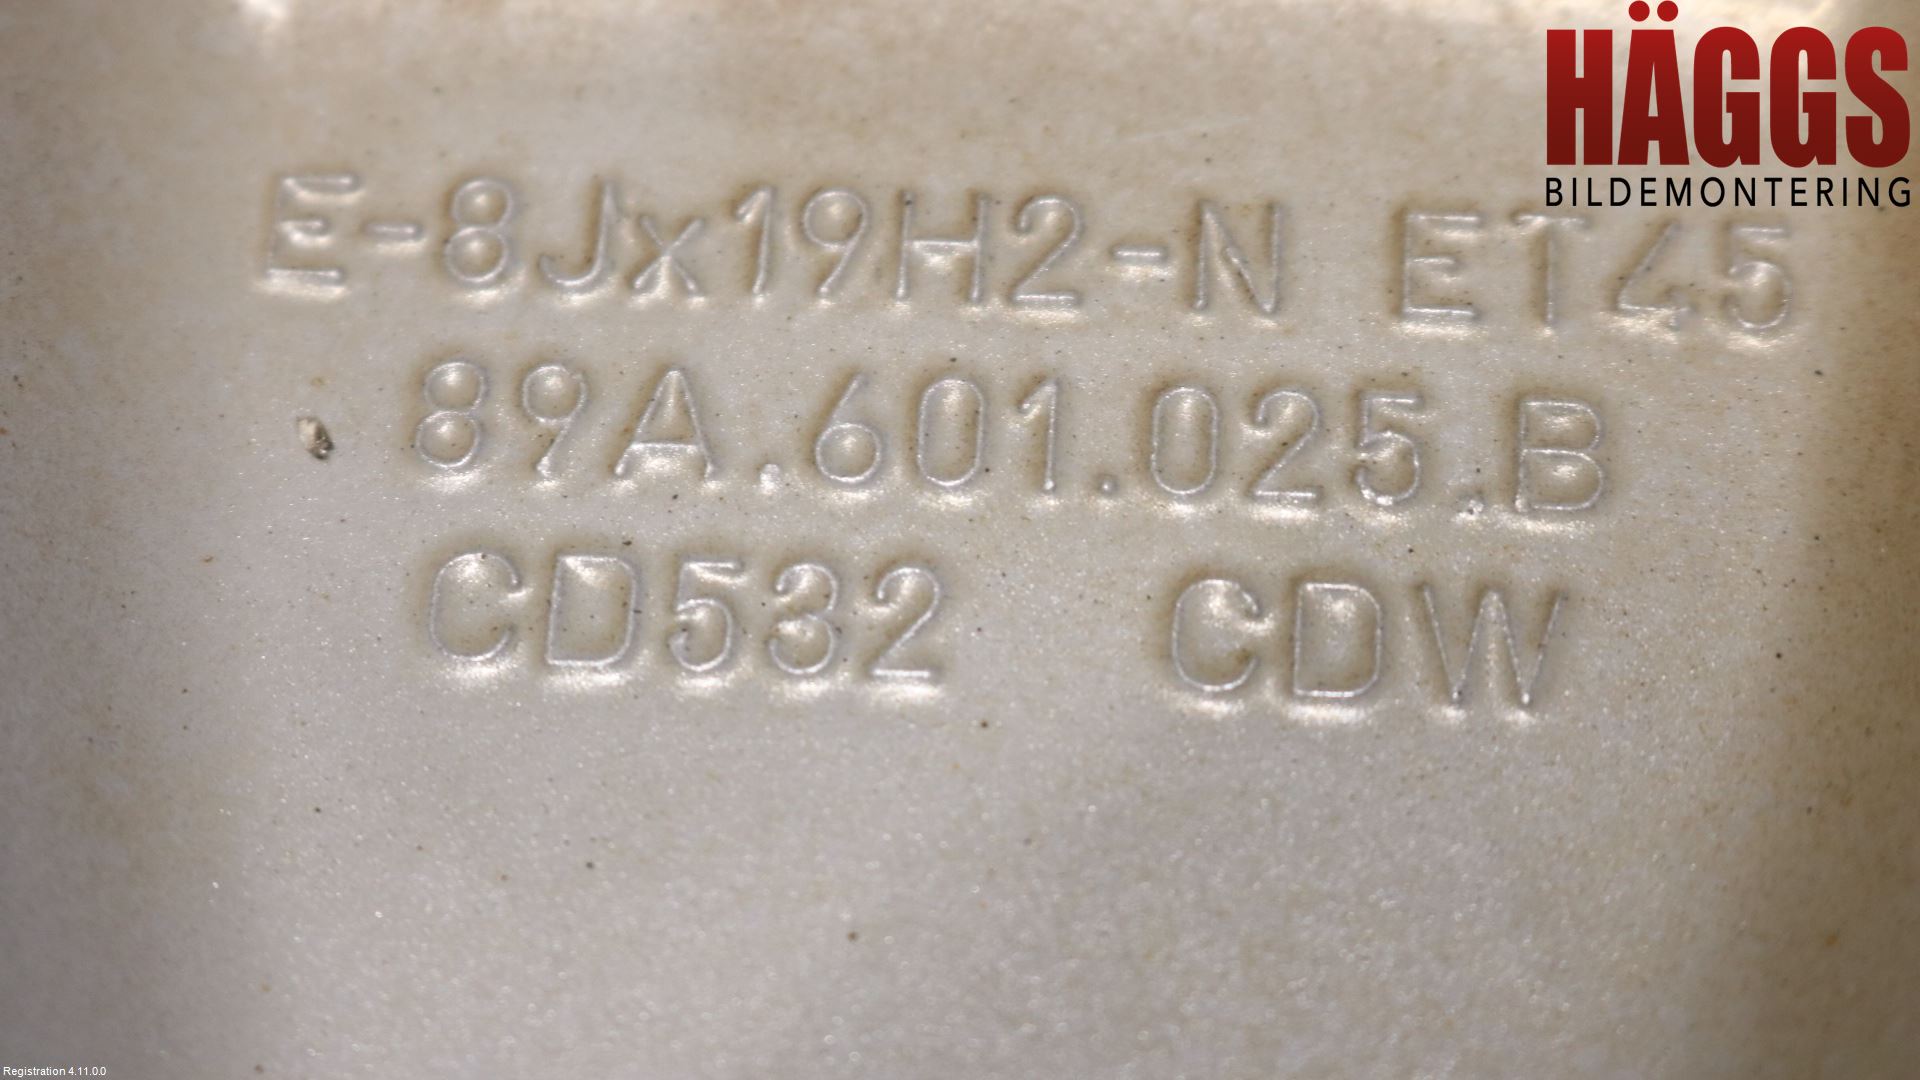 HÄGGS
BILDEMONTERING
E-8Jx19H2-N ET45
89A.601.025.B
CD532 CDW
Registration 4.11.0.0